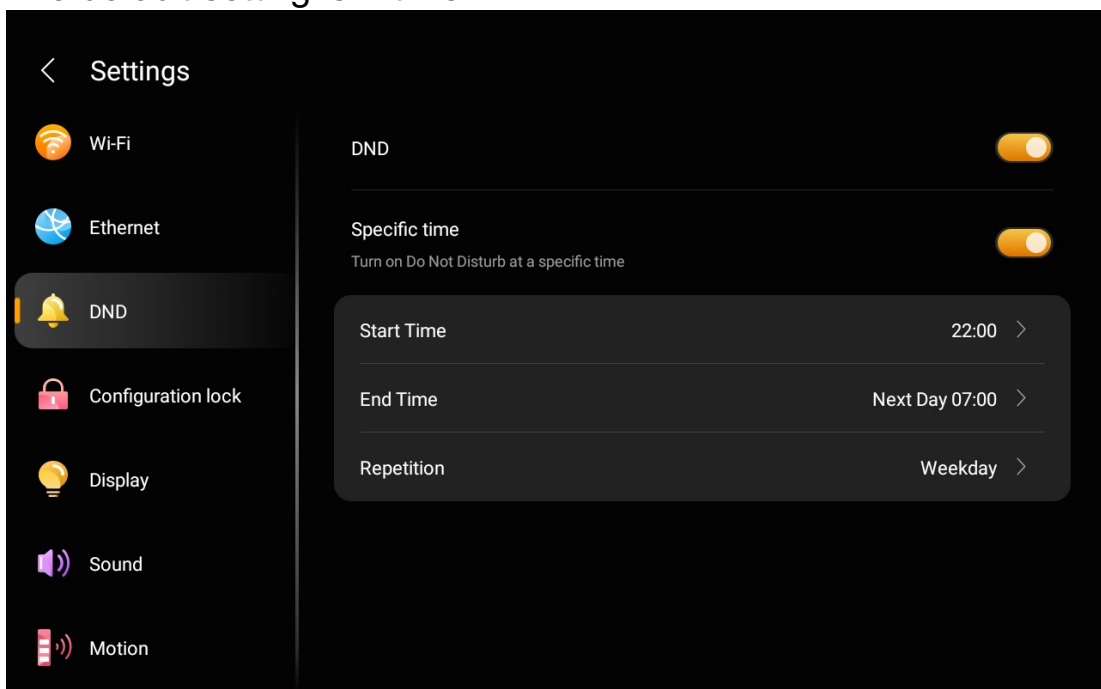 Settings
Wi-Fi
Ethernet
DND
Configuration lock
Display
Sound
Motion
DND
Specific time
Turn on Do Not Disturb at a specific time
Start Time 22:00
End Time Next Day 07:00
Repetition Weekday